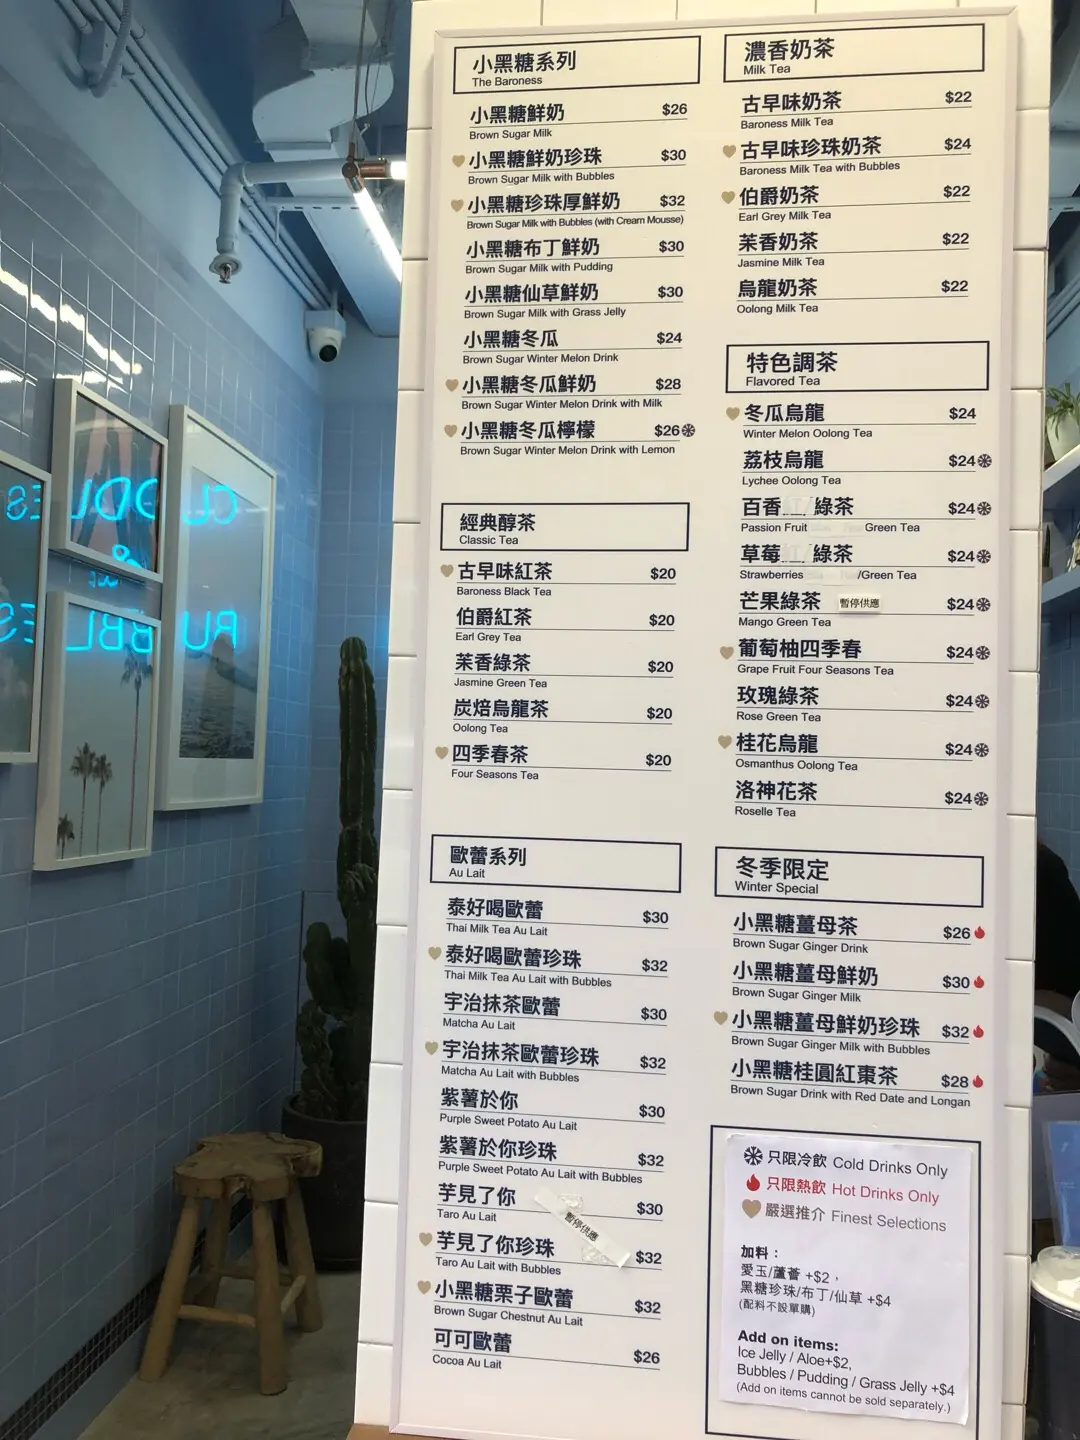 小黑糖系列
The Baroness
小黑糖鮮奶 $26
Brown Sugar Milk
小黑糖鮮奶珍珠 $30
Brown Sugar Milk with Bubbles
小黑糖珍珠厚鮮奶 $32
Brown Sugar Milk with Bubbles (with Cream Mousse)
小黑糖布丁鮮奶 $30
Brown Sugar Milk with Pudding
小黑糖仙草鮮奶 $30
Brown Sugar Milk with Grass Jelly
小黑糖冬瓜 $24
Brown Sugar Winter Melon Drink
小黑糖冬瓜鮮奶 $28
Brown Sugar Winter Melon Drink with Milk
小黑糖冬瓜檸檬 $26
Brown Sugar Winter Melon Drink with Lemon
經典醇茶
Classic Tea
古早味紅茶 $20
Baroness Black Tea
伯爵紅茶 $20
Earl Grey Tea
茉香綠茶 $20
Jasmine Green Tea
炭焙烏龍茶 $20
Oolong Tea
四季春茶 $20
Four Seasons Tea
歐蕾系列
Au Lait
泰好喝歐蕾 $30
Thai Milk Tea Au Lait
泰好喝歐蕾珍珠 $32
Thai Milk Tea Au Lait with Bubbles
宇治抹茶歐蕾 $30
Matcha Au Lait
宇治抹茶歐蕾珍珠 $32
Matcha Au Lait with Bubbles
紫薯於你 $30
Purple Sweet Potato Au Lait
紫薯於你珍珠 $32
Purple Sweet Potato Au Lait with Bubbles
芋見了你 $30
Taro Au Lait
暫停供應
芋見了你珍珠 $32
Taro Au Lait with Bubbles
小黑糖栗子歐蕾 $32
Brown Sugar Chestnut Au Lait
可可歐蕾 $26
Cocoa Au Lait
濃香奶茶
Milk Tea
古早味奶茶 $22
Baroness Milk Tea
古早味珍珠奶茶 $24
Baroness Milk Tea with Bubbles
伯爵奶茶 $22
Earl Grey Milk Tea
茉香奶茶 $22
Jasmine Milk Tea
烏龍奶茶 $22
Oolong Milk Tea
特色調茶
Flavored Tea
冬瓜烏龍 $24
Winter Melon Oolong Tea
荔枝烏龍 $24
Lychee Oolong Tea
百香 綠茶 $24
Passion Fruit Green Tea
草莓 綠茶 $24
Strawberries /Green Tea
芒果綠茶 暫停供應 $24
Mango Green Tea
葡萄柚四季春 $24
Grape Fruit Four Seasons Tea
玫瑰綠茶 $24
Rose Green Tea
桂花烏龍 $24
Osmanthus Oolong Tea
洛神花茶 $24
Roselle Tea
冬季限定
Winter Special
小黑糖薑母茶 $26
Brown Sugar Ginger Drink
小黑糖薑母鮮奶 $30
Brown Sugar Ginger Milk
小黑糖薑母鮮奶珍珠 $32
Brown Sugar Ginger Milk with Bubbles
小黑糖桂圓紅棗茶 $28
Brown Sugar Drink with Red Date and Longan
只限冷飲 Cold Drinks Only
只限熱飲 Hot Drinks Only
嚴選推介 Finest Selections
加料：
愛玉/蘆薈 +$2，
黑糖珍珠/布丁/仙草 +$4
(配料不設單購)
Add on items:
Ice Jelly / Aloe+$2,
Bubbles / Pudding / Grass Jelly +$4
(Add on items cannot be sold separately.)